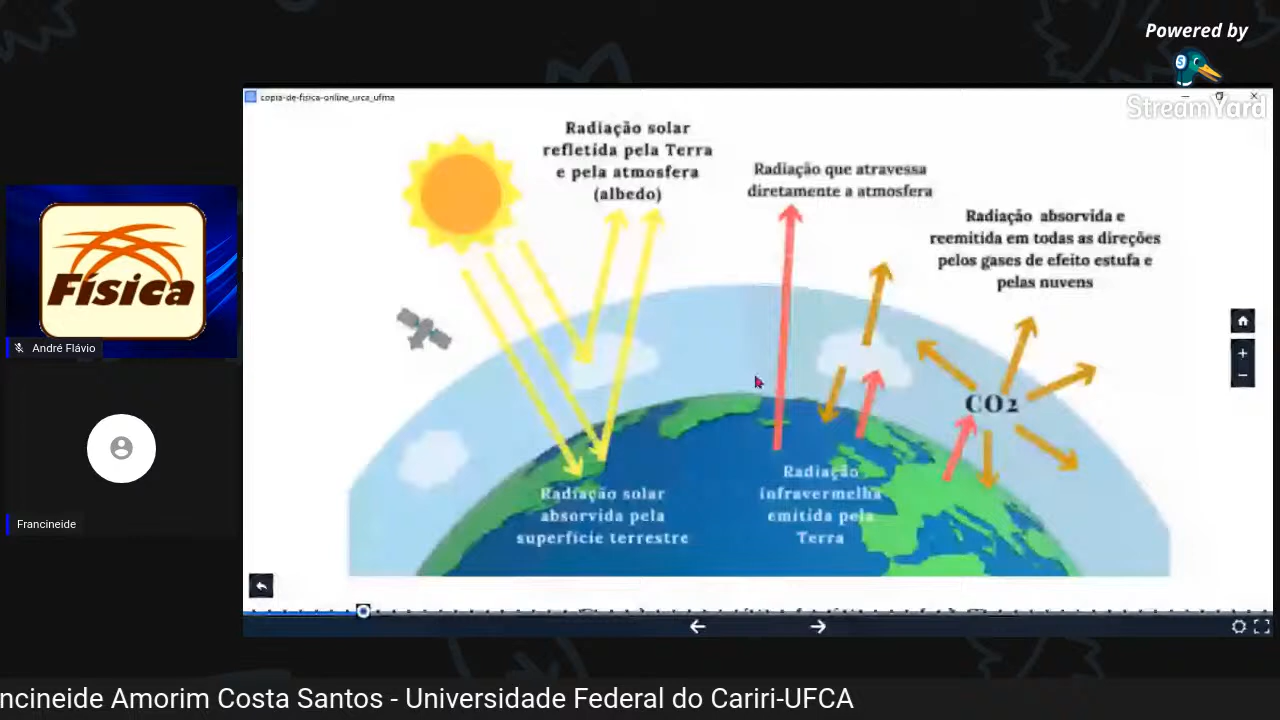 Powered by
StreamYard
copia-de-fisica-online_urca_ufma
Radiação solar
refletida pela Terra
e pela atmosfera
(albedo)
Radiação que atravessa
diretamente a atmosfera
Radiação absorvida e
reemitida em todas as direções
pelos gases de efeito estufa e
pelas nuvens
Física
André Flávio
CO2
Radiação solar
absorvida pela
superfície terrestre
Radiação
infravermelha
emitida pela
Terra
Francineide
ncineide Amorim Costa Santos - Universidade Federal do Cariri-UFCA